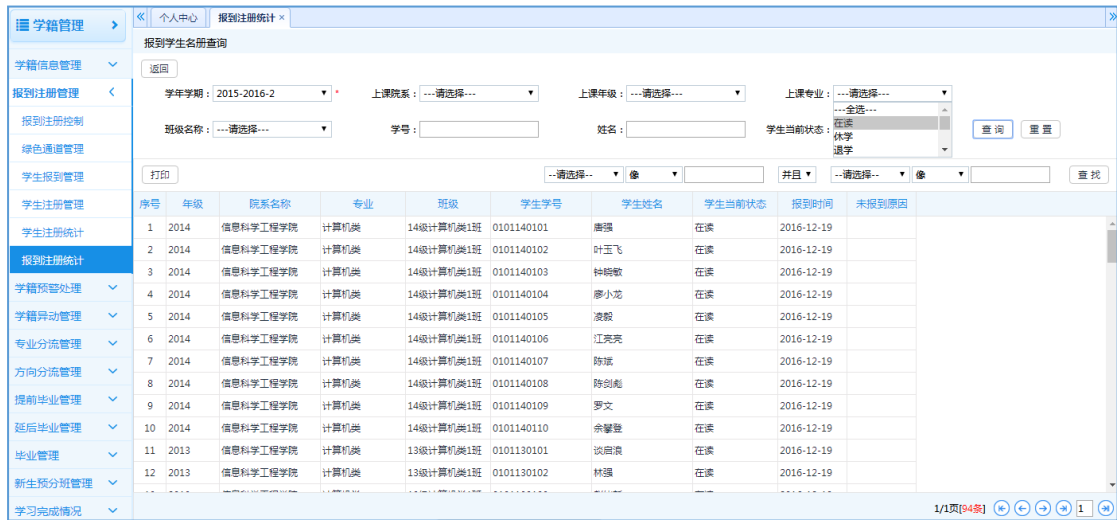 学籍管理
个人中心 报到注册统计 ×
报到学生名册查询
学籍信息管理
报到注册管理
报到注册控制
绿色通道管理
学生报到管理
学生注册管理
学生注册统计
报到注册统计
学籍预警处理
学籍异动管理
专业分流管理
方向分流管理
提前毕业管理
延后毕业管理
毕业管理
新生预分班管理
学习完成情况
返回
学年学期： 2015-2016-2 * 上课院系： ---请选择--- 上课年级： ---请选择--- 上课专业： ---请选择---
班级名称： ---请选择--- 学号： 姓名： 学生当前状态：
---全选---
在读
休学
退学
查询 重置
打印 --请选择-- 像 并且 --请选择-- 像 查找
序号 年级 院系名称 专业 班级 学生学号 学生姓名 学生当前状态 报到时间 未报到原因
1 2014 信息科学工程学院 计算机类 14级计算机类1班 0101140101 唐强 在读 2016-12-19
2 2014 信息科学工程学院 计算机类 14级计算机类1班 0101140102 叶玉飞 在读 2016-12-19
3 2014 信息科学工程学院 计算机类 14级计算机类1班 0101140103 钟晓敏 在读 2016-12-19
4 2014 信息科学工程学院 计算机类 14级计算机类1班 0101140104 廖小龙 在读 2016-12-19
5 2014 信息科学工程学院 计算机类 14级计算机类1班 0101140105 凌毅 在读 2016-12-19
6 2014 信息科学工程学院 计算机类 14级计算机类1班 0101140106 江亮亮 在读 2016-12-19
7 2014 信息科学工程学院 计算机类 14级计算机类1班 0101140107 陈斌 在读 2016-12-19
8 2014 信息科学工程学院 计算机类 14级计算机类1班 0101140108 陈剑彪 在读 2016-12-19
9 2014 信息科学工程学院 计算机类 14级计算机类1班 0101140109 罗文 在读 2016-12-19
10 2014 信息科学工程学院 计算机类 14级计算机类1班 0101140110 余攀登 在读 2016-12-19
11 2013 信息科学工程学院 计算机类 13级计算机类1班 0101130101 谈启浪 在读 2016-12-19
12 2013 信息科学工程学院 计算机类 13级计算机类1班 0101130102 林强 在读 2016-12-19
1/1页[94条] 1